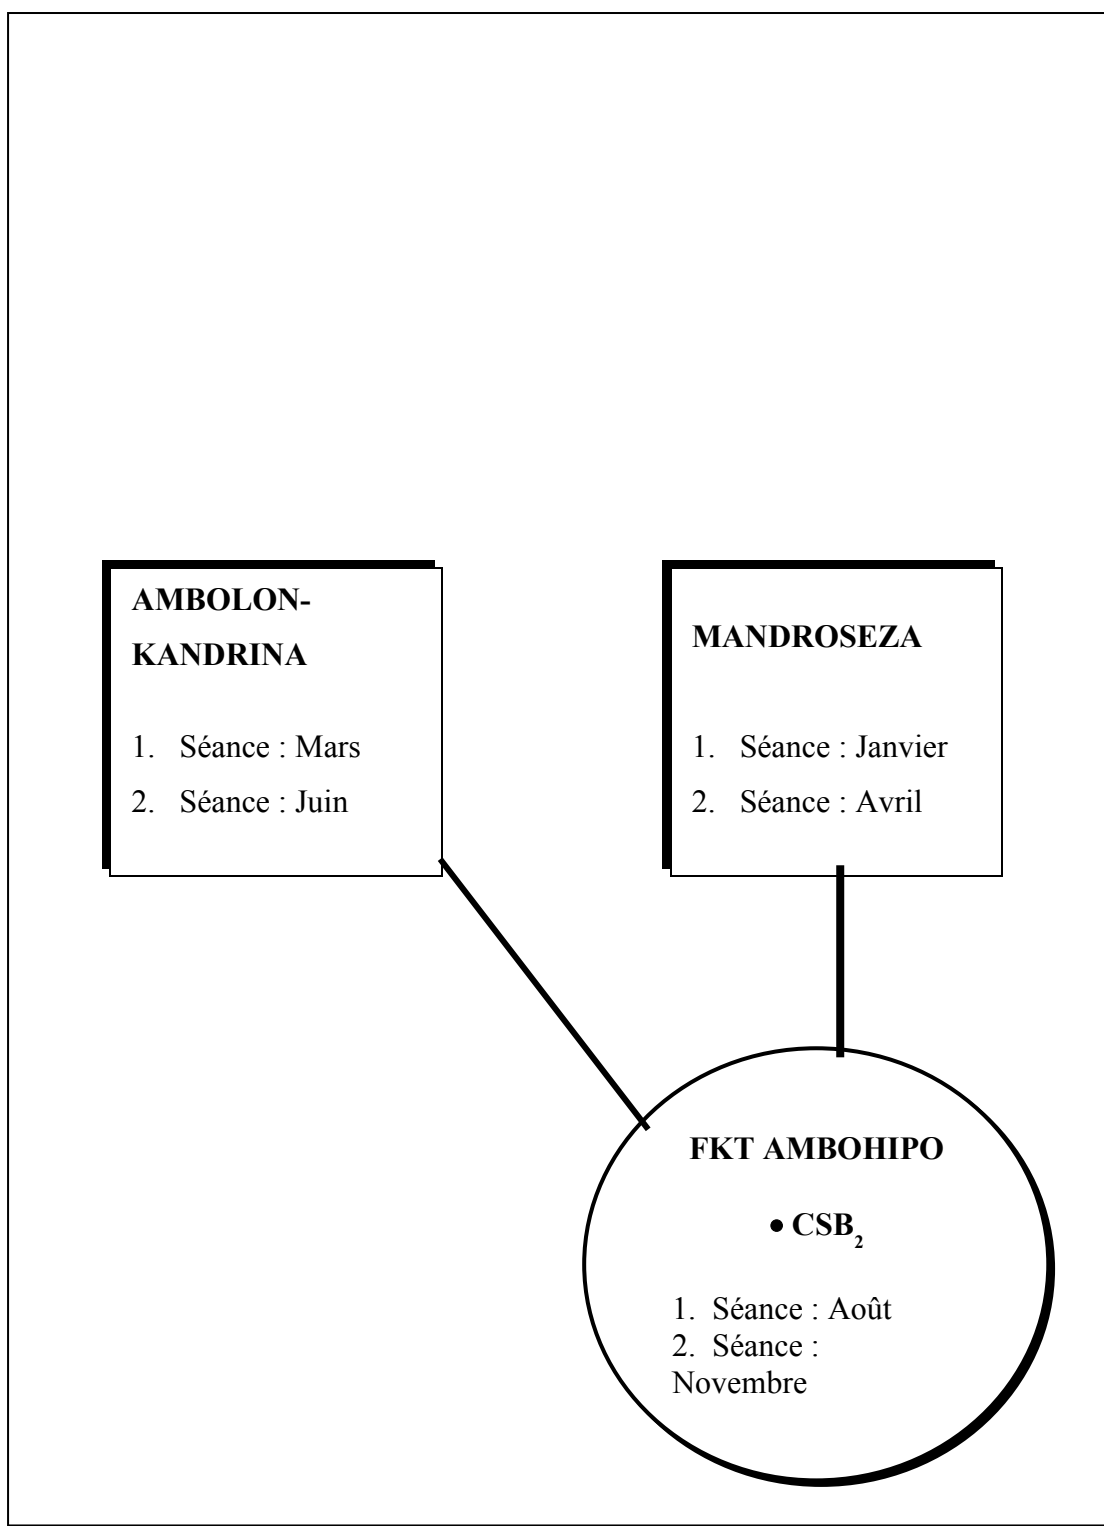 AMBOLON-
KANDRINA
1. Séance : Mars
2. Séance : Juin
MANDROSEZA
1. Séance : Janvier
2. Séance : Avril
FKT AMBOHIPO
• CSB₂
1. Séance : Août
2. Séance :
Novembre